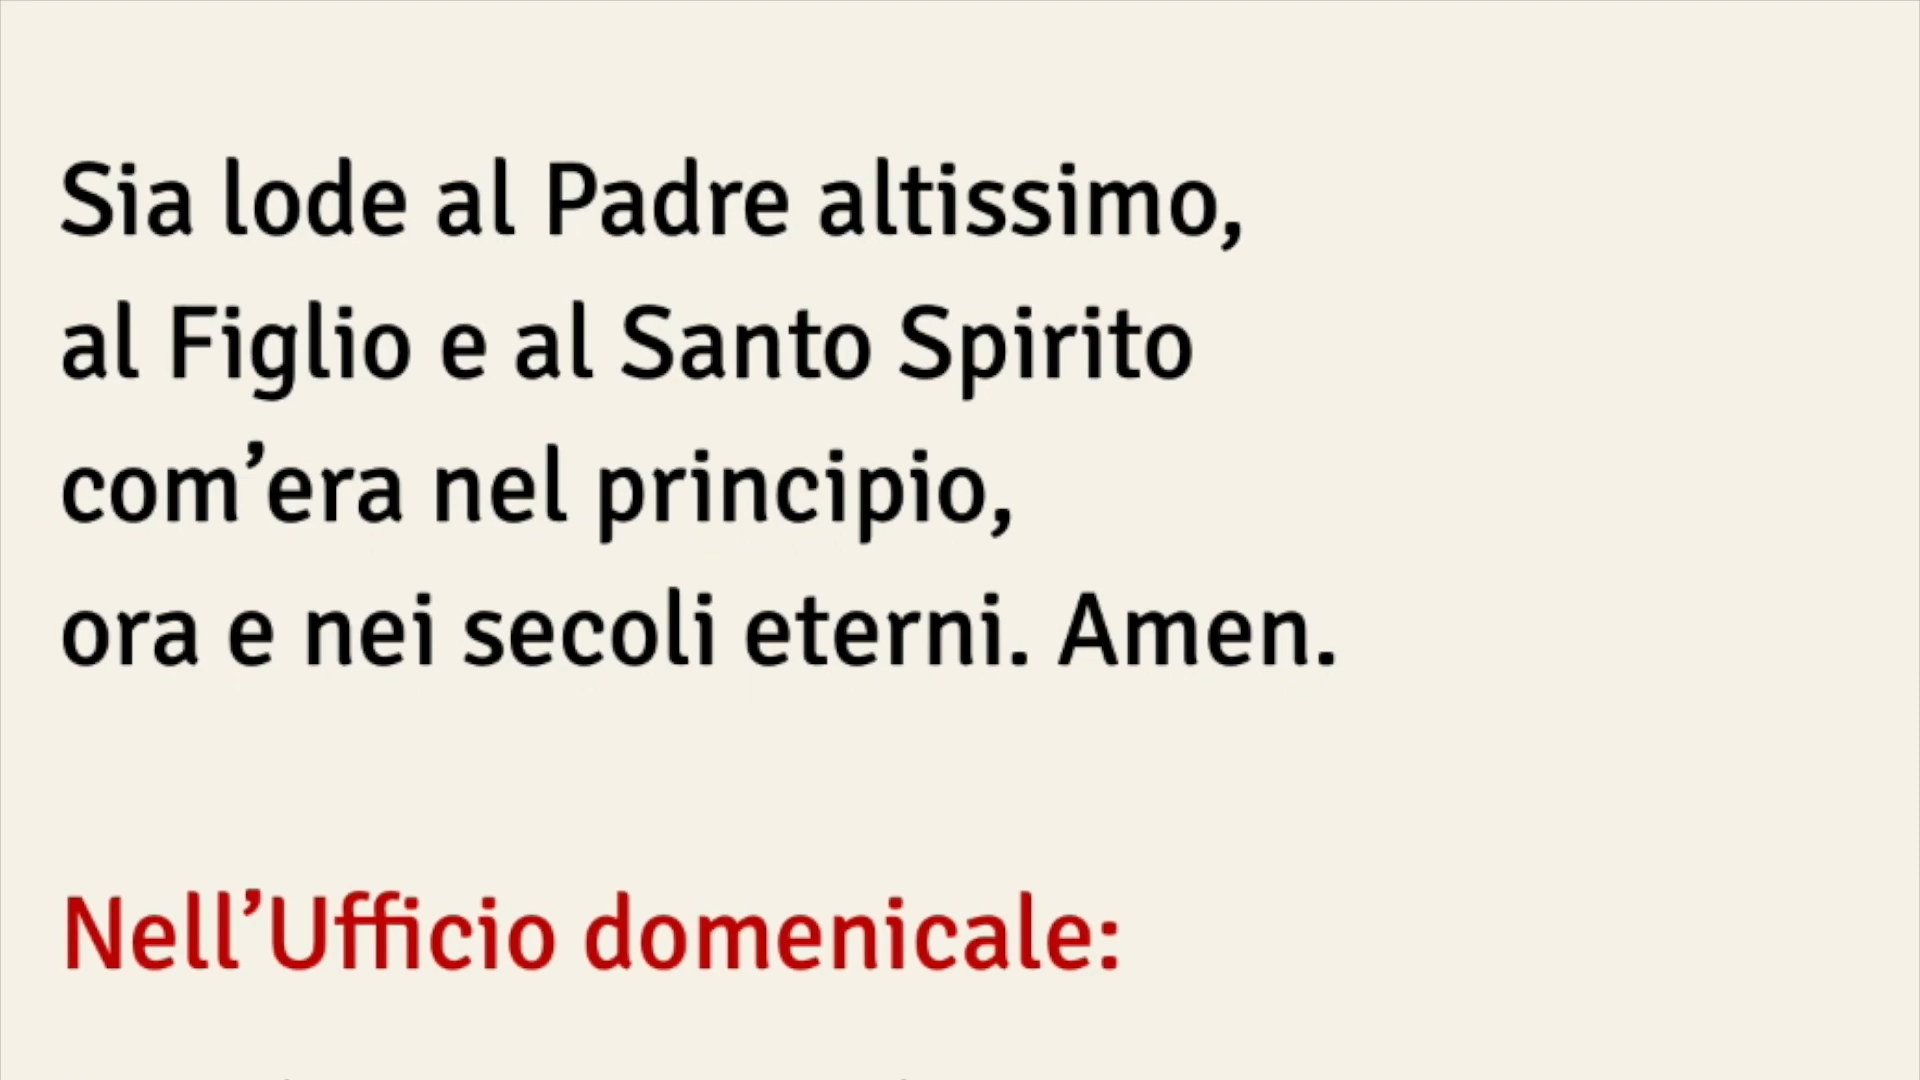 Sia lode al Padre altissimo,
al Figlio e al Santo Spirito
com’era nel principio,
ora e nei secoli eterni. Amen.
Nell’Ufficio domenicale: